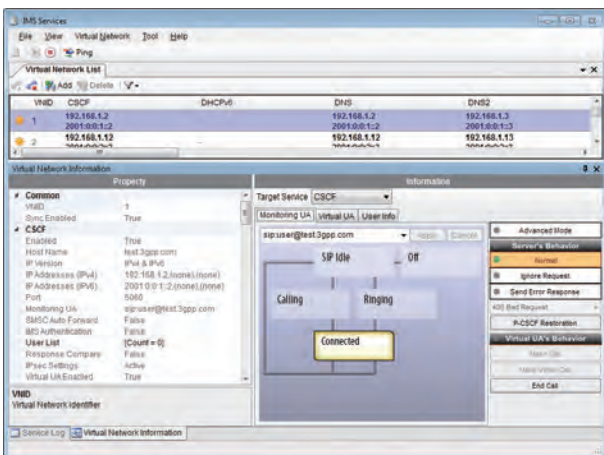 IMS Services
File View Virtual Network Tool Help
Ping
Virtual Network List
Add Delete
VNID CSCF DHCPv6 DNS DNS2
1 192.168.1.2 192.168.1.2 192.168.1.3
2001:0:0:1::2 2001:0:0:1::2 2001:0:0:1::3
2 192.168.1.12 192.168.1.12 192.168.1.13
Virtual Network Information
Property
Information
Common
VNID 1
Sync Enabled True
CSCF
Enabled True
Host Name test.3gpp.com
IP Version IPv4 & IPv6
IP Addresses (IPv4) 192.168.1.2,(none),(none)
IP Addresses (IPv6) 2001:0:0:1::2,(none),(none)
Port 5060
Monitoring UA sip:user@test.3gpp.com
SMSC Auto Forward False
IMS Authentication False
User List [Count = 0]
Response Compare False
IPsec Settings Active
Virtual UA Enabled True
VNID
Virtual Network Identifier
Target Service CSCF
Monitoring UA Virtual UA User Info
sip:user@test.3gpp.com Apply Cancel
SIP Idle Off
Calling Ringing
Connected
Advanced Mode
Server's Behavior
Normal
Ignore Request
Send Error Response
400 Bad Request
P-CSCF Restoration
Virtual UA's Behavior
Make Call
Make Video Call
End Call
Service Log Virtual Network Information